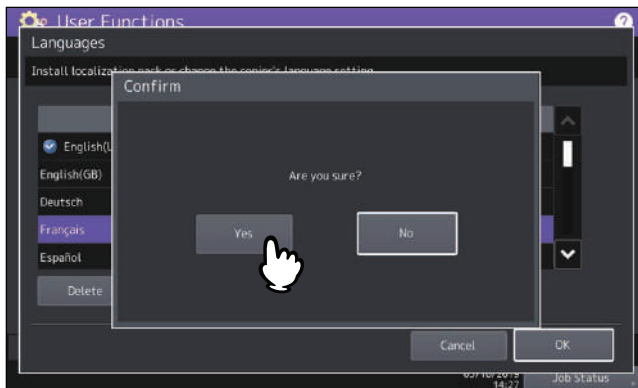 User Functions
Languages
Install localization pack or change the copier's language setting
Confirm
English(U
English(GB)
Are you sure?
Deutsch
Français
Yes
No
Español
Delete
Cancel
OK
14:27
Job Status